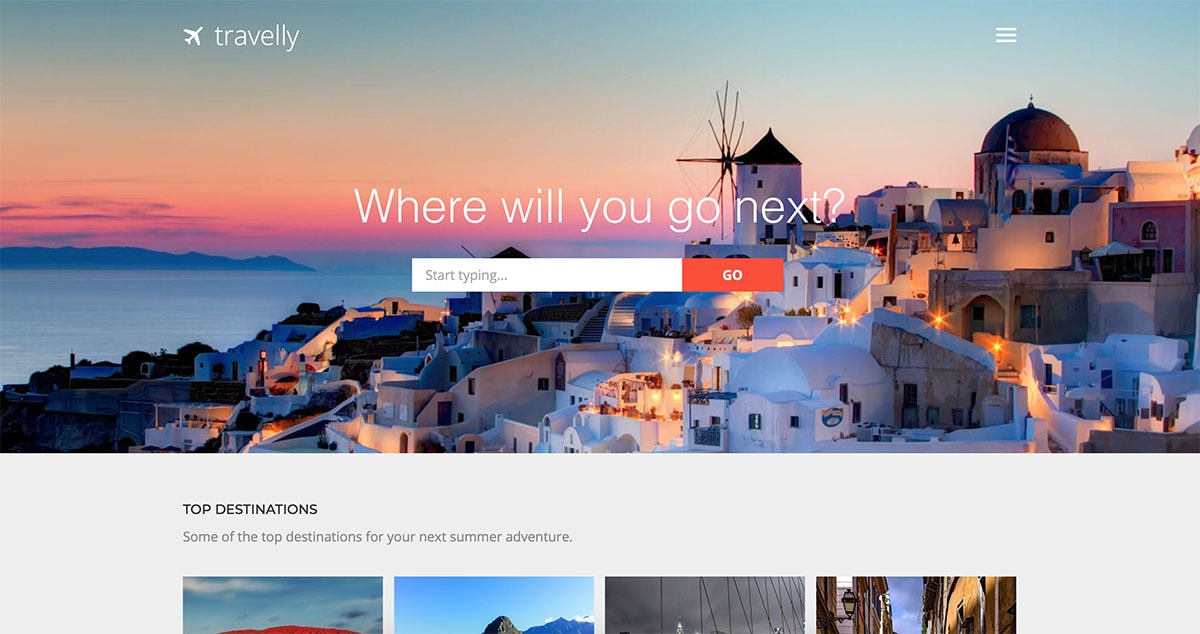 travelly
Where will you go next?
Start typing...
GO
TOP DESTINATIONS
Some of the top destinations for your next summer adventure.